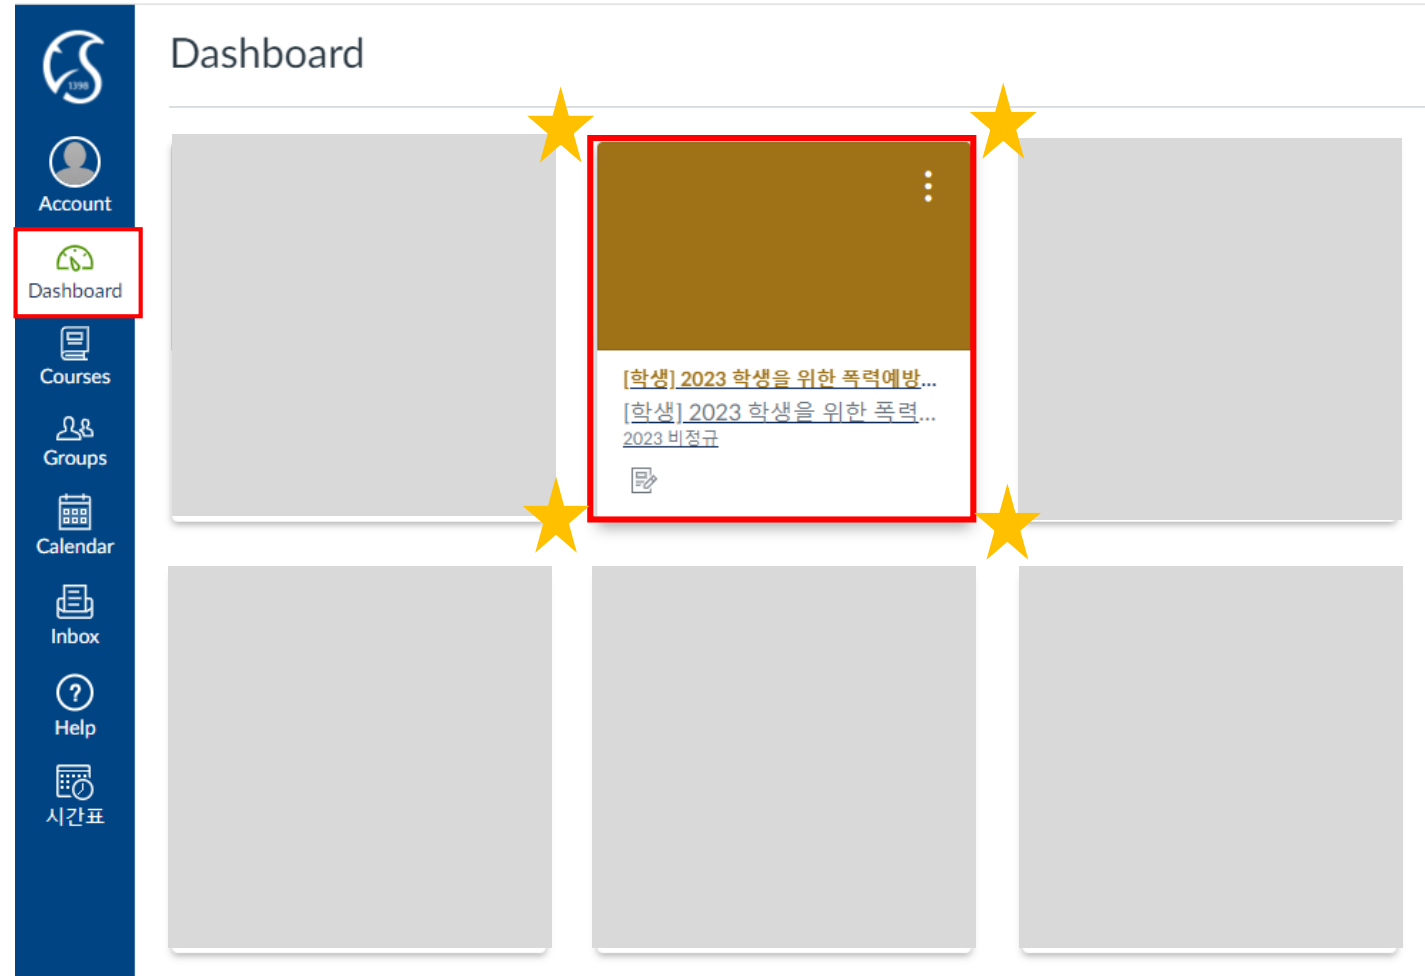 1398
Dashboard
Account
Dashboard
Courses
Groups
Calendar
Inbox
? 
Help
시간표
[학생] 2023 학생을 위한 폭력예방...
[학생] 2023 학생을 위한 폭력...
2023 비정규